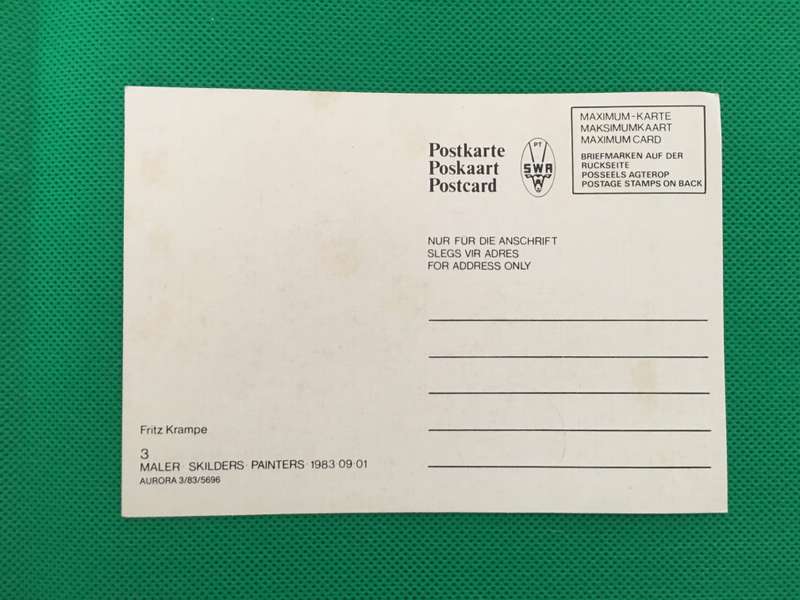 MAXIMUM-KARTE
MAKSIMUMKAART
MAXIMUM CARD
BRIEFMARKEN AUF DER
RUCKSEITE
POSSEELS AGTEROP
POSTAGE STAMPS ON BACK
Postkarte
Poskaart
Postcard
PT
SWA
NUR FÜR DIE ANSCHRIFT
SLEGS VIR ADRES
FOR ADDRESS ONLY
Fritz Krampe
3
MALER · SKILDERS · PAINTERS · 1983·09·01
AURORA 3/83/5696